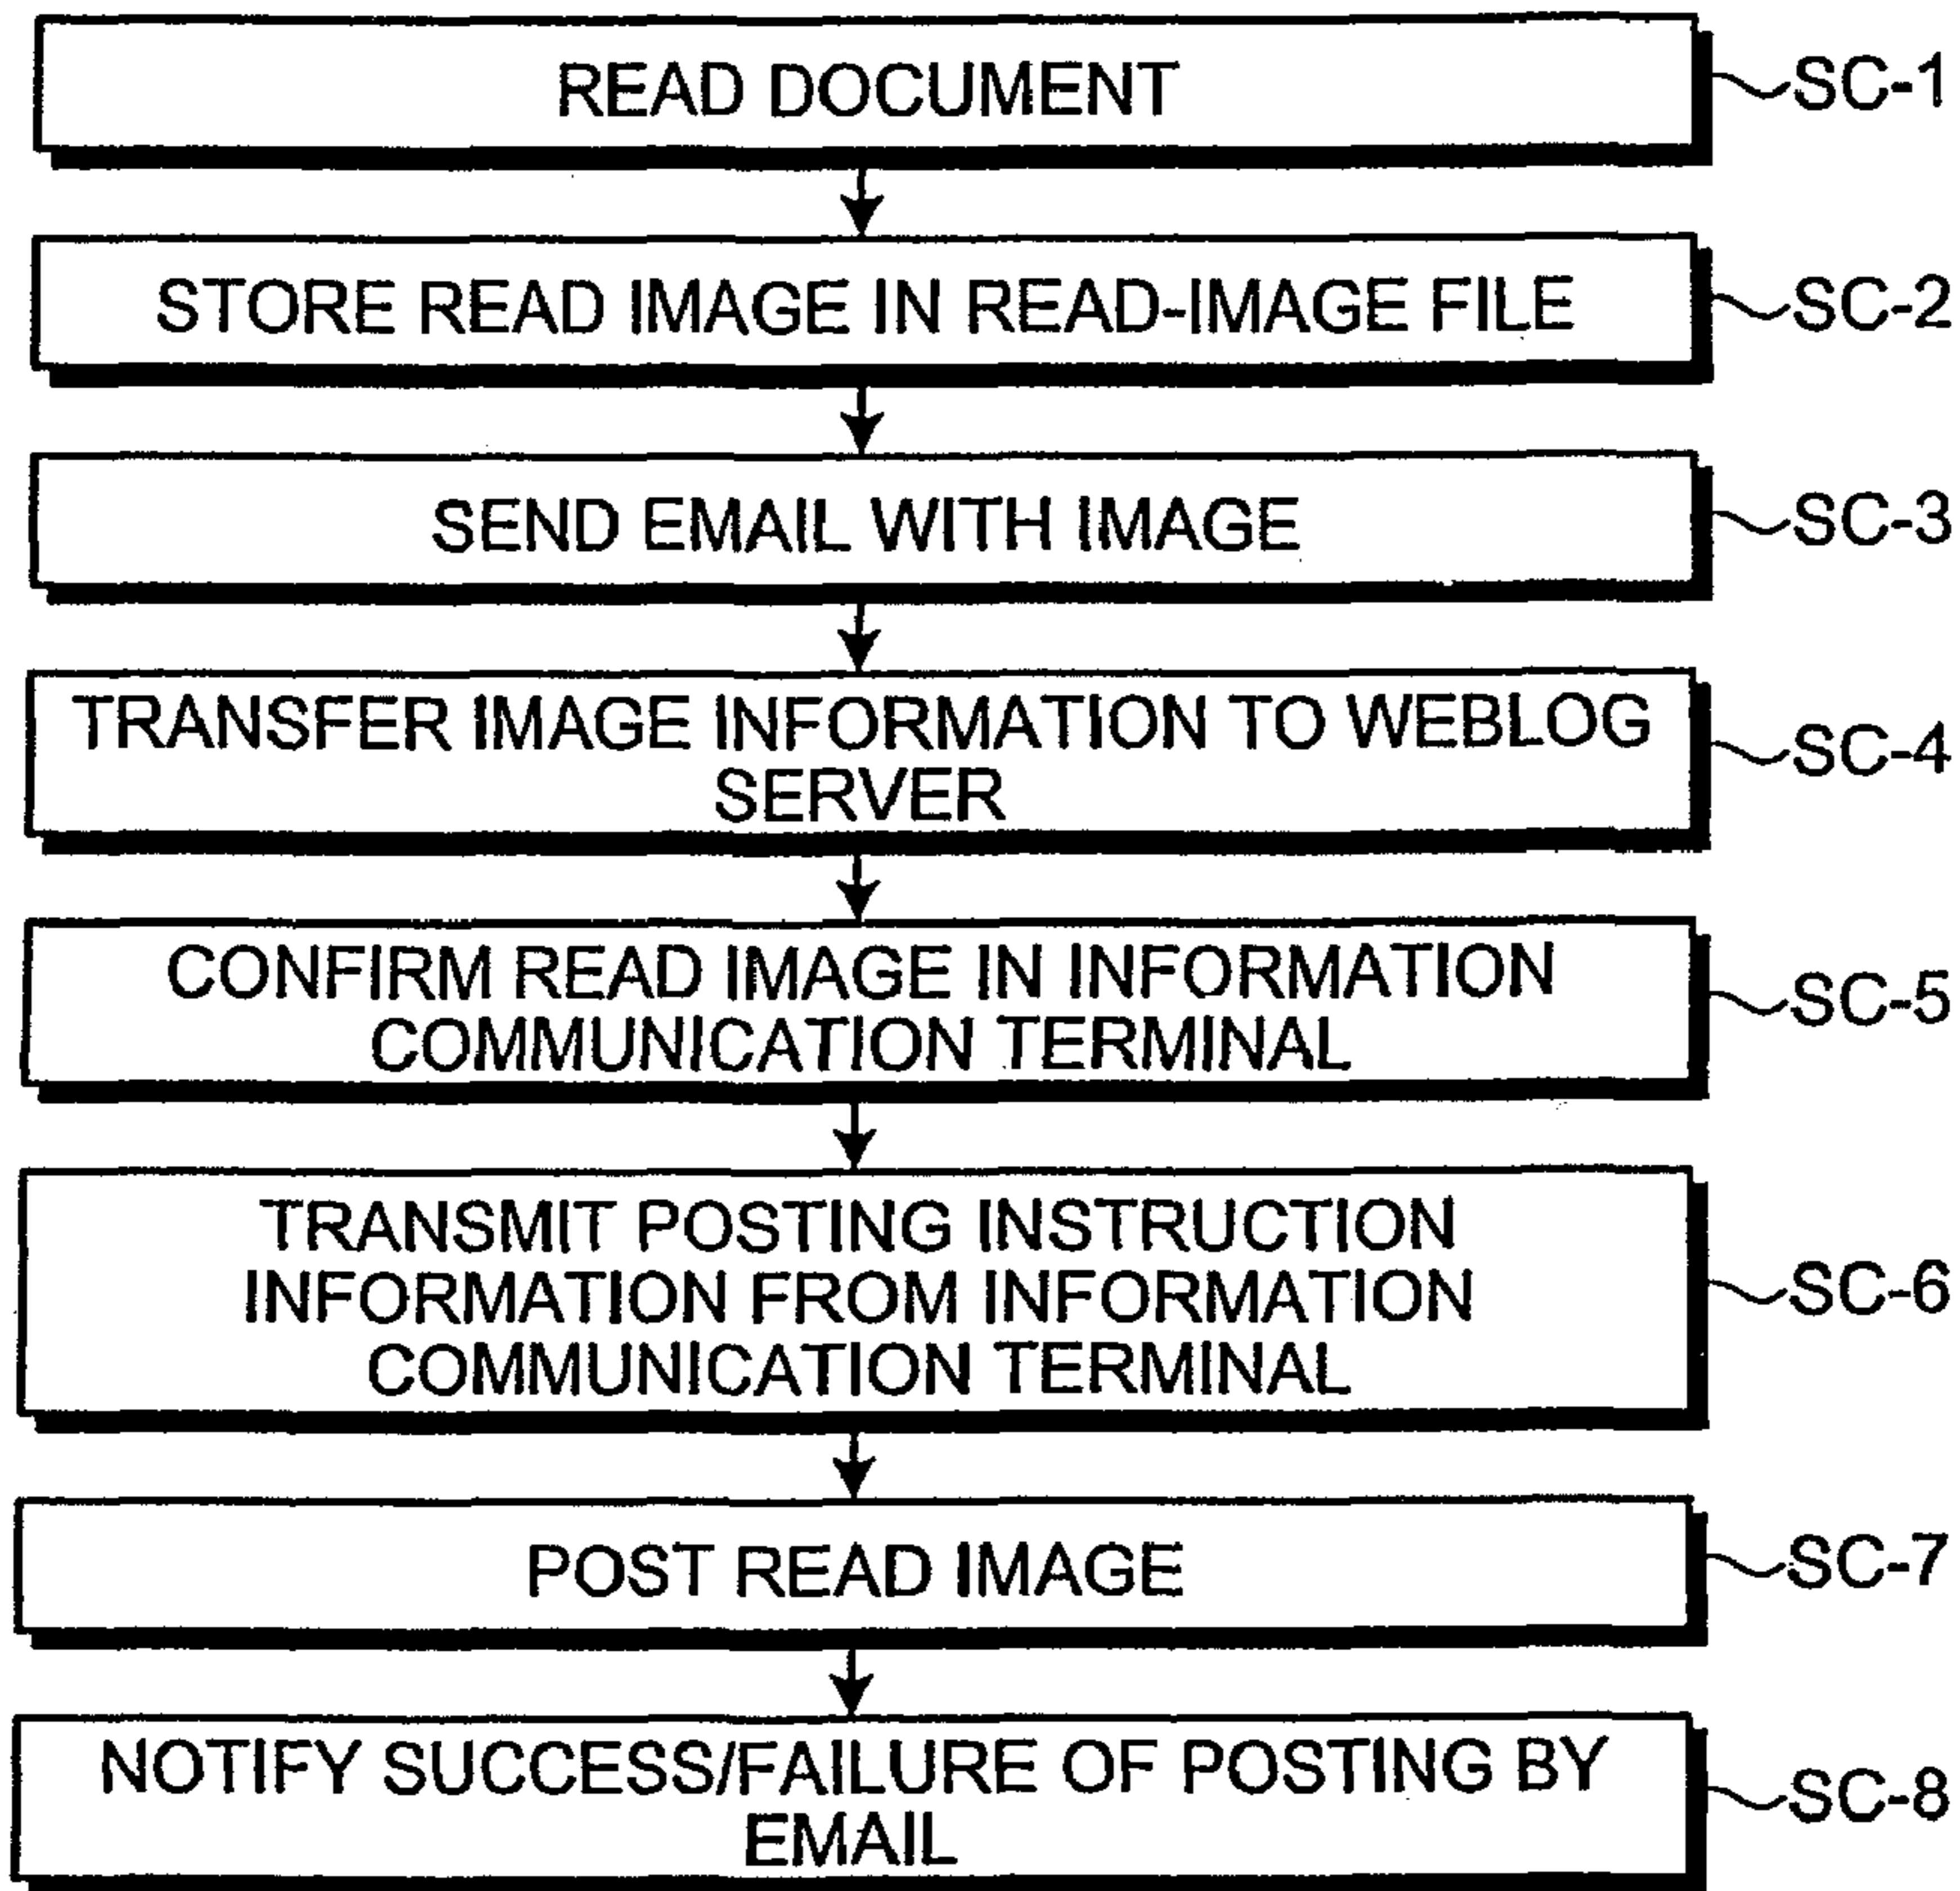 READ DOCUMENT
SC-1
STORE READ IMAGE IN READ-IMAGE FILE
SC-2
SEND EMAIL WITH IMAGE
SC-3
TRANSFER IMAGE INFORMATION TO WEBLOG
SERVER
SC-4
CONFIRM READ IMAGE IN INFORMATION
COMMUNICATION TERMINAL
SC-5
TRANSMIT POSTING INSTRUCTION
INFORMATION FROM INFORMATION
COMMUNICATION TERMINAL
SC-6
POST READ IMAGE
SC-7
NOTIFY SUCCESS/FAILURE OF POSTING BY
EMAIL
SC-8